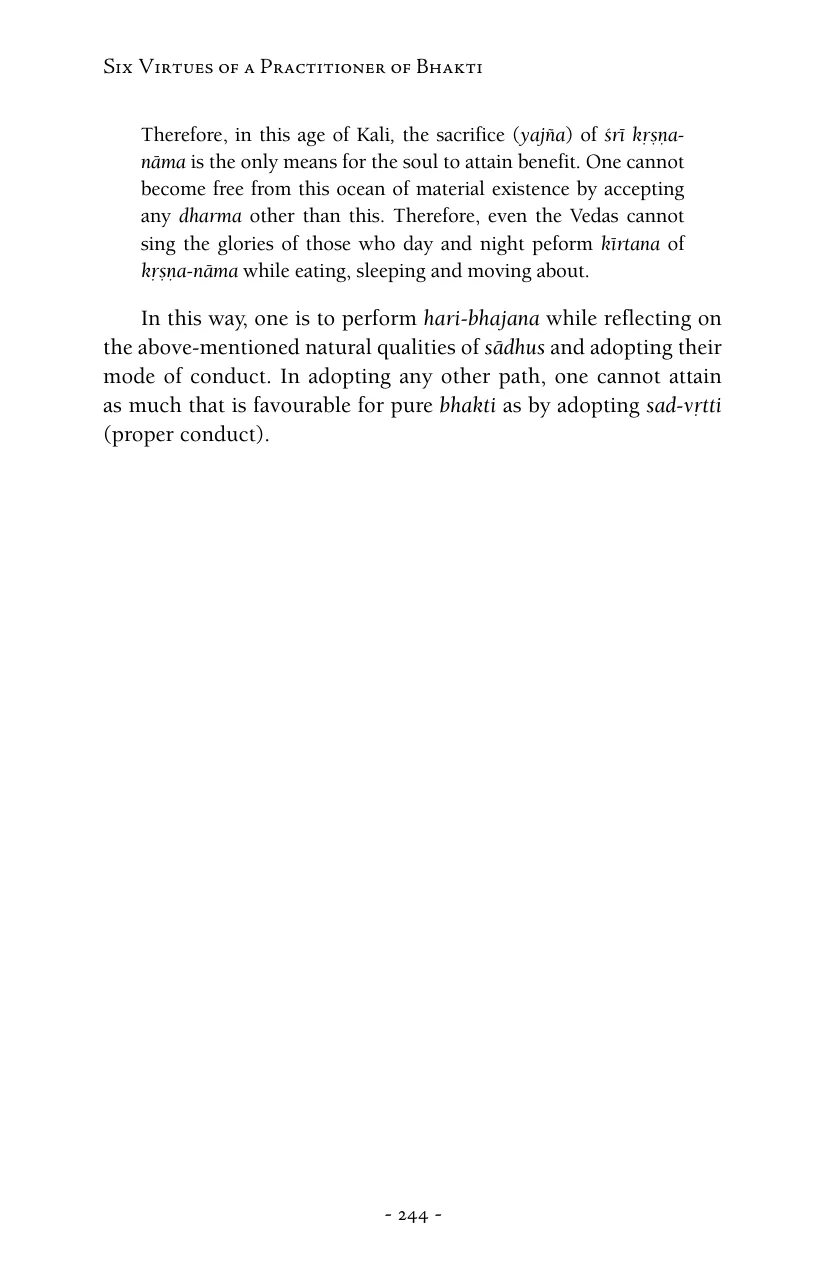 Six Virtues of a Practitioner of Bhakti
Therefore, in this age of Kali, the sacrifice (yajña) of śrī kṛṣṇa-
nāma is the only means for the soul to attain benefit. One cannot
become free from this ocean of material existence by accepting
any dharma other than this. Therefore, even the Vedas cannot
sing the glories of those who day and night peform kīrtana of
kṛṣṇa-nāma while eating, sleeping and moving about.
In this way, one is to perform hari-bhajana while reflecting on
the above-mentioned natural qualities of sādhus and adopting their
mode of conduct. In adopting any other path, one cannot attain
as much that is favourable for pure bhakti as by adopting sad-vṛtti
(proper conduct).
- 244 -